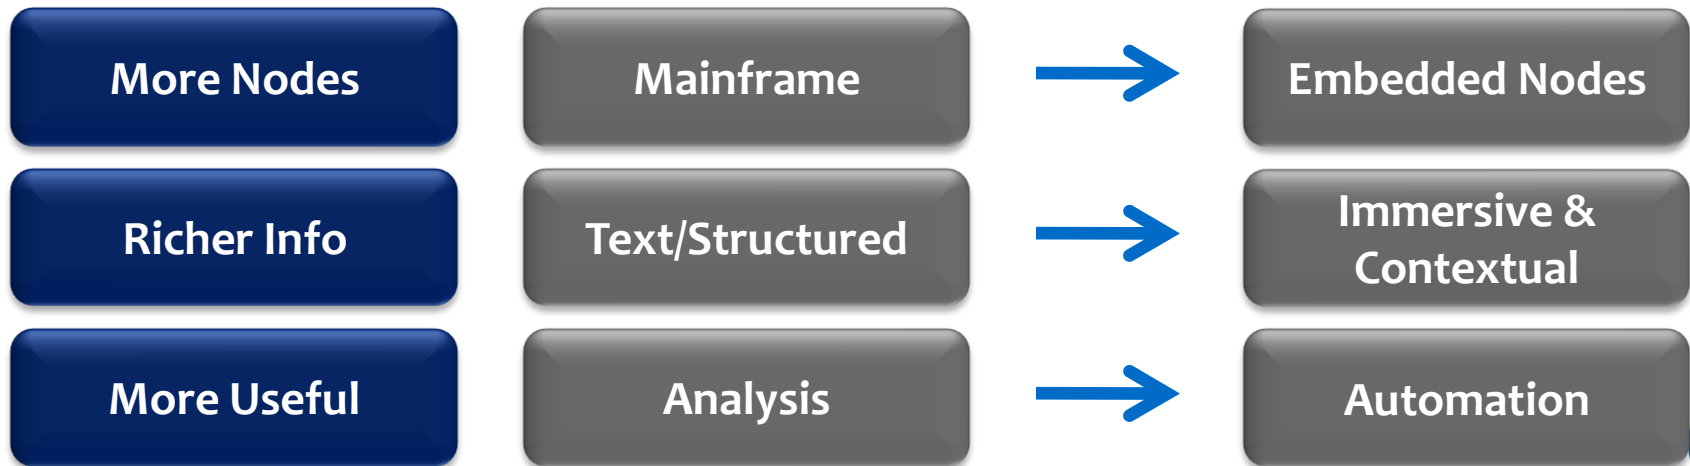 More Nodes
Mainframe
Embedded Nodes
Richer Info
Text/Structured
Immersive &
Contextual
More Useful
Analysis
Automation